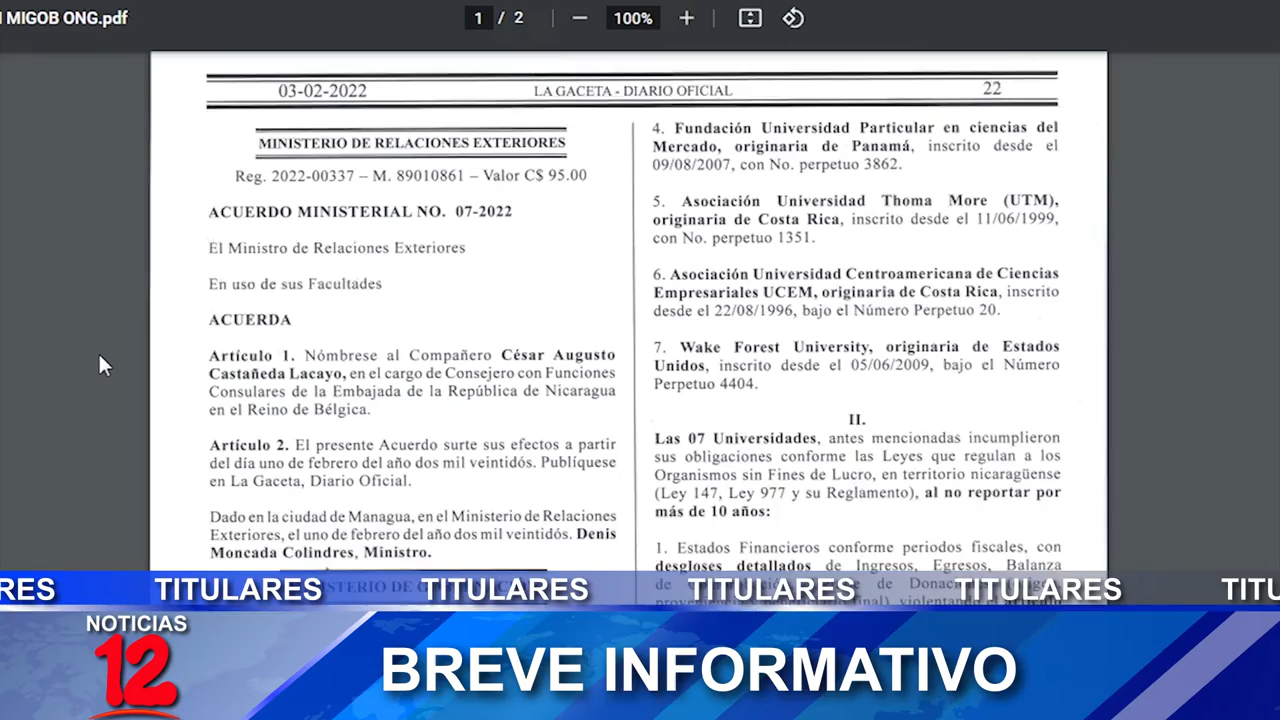 MIGOB ONG.pdf
1 / 2
100%
03-02-2022
LA GACETA - DIARIO OFICIAL
22
MINISTERIO DE RELACIONES EXTERIORES
Reg. 2022-00337 – M. 89010861 – Valor C$ 95.00
ACUERDO MINISTERIAL NO. 07-2022
El Ministro de Relaciones Exteriores
En uso de sus Facultades
ACUERDA
Artículo 1. Nómbrese al Compañero César Augusto
Castañeda Lacayo, en el cargo de Consejero con Funciones
Consulares de la Embajada de la República de Nicaragua
en el Reino de Bélgica.
Artículo 2. El presente Acuerdo surte sus efectos a partir
del día uno de febrero del año dos mil veintidós. Publíquese
en La Gaceta, Diario Oficial.
Dado en la ciudad de Managua, en el Ministerio de Relaciones
Exteriores, el uno de febrero del año dos mil veintidós. Denis
Moncada Colindres, Ministro.
4. Fundación Universidad Particular en ciencias del
Mercado, originaria de Panamá, inscrito desde el
09/08/2007, con No. perpetuo 3862.
5. Asociación Universidad Thoma More (UTM),
originaria de Costa Rica, inscrito desde el 11/06/1999,
con No. perpetuo 1351.
6. Asociación Universidad Centroamericana de Ciencias
Empresariales UCEM, originaria de Costa Rica, inscrito
desde el 22/08/1996, bajo el Número Perpetuo 20.
7. Wake Forest University, originaria de Estados
Unidos, inscrito desde el 05/06/2009, bajo el Número
Perpetuo 4404.
II.
Las 07 Universidades, antes mencionadas incumplieron
sus obligaciones conforme las Leyes que regulan a los
Organismos sin Fines de Lucro, en territorio nicaragüense
(Ley 147, Ley 977 y su Reglamento), al no reportar por
más de 10 años:
1. Estados Financieros conforme periodos fiscales, con
desgloses detallados de Ingresos, Egresos, Balanza
RES TITULARES TITULARES TITULARES TITULARES TITU
NOTICIAS
12
BREVE INFORMATIVO